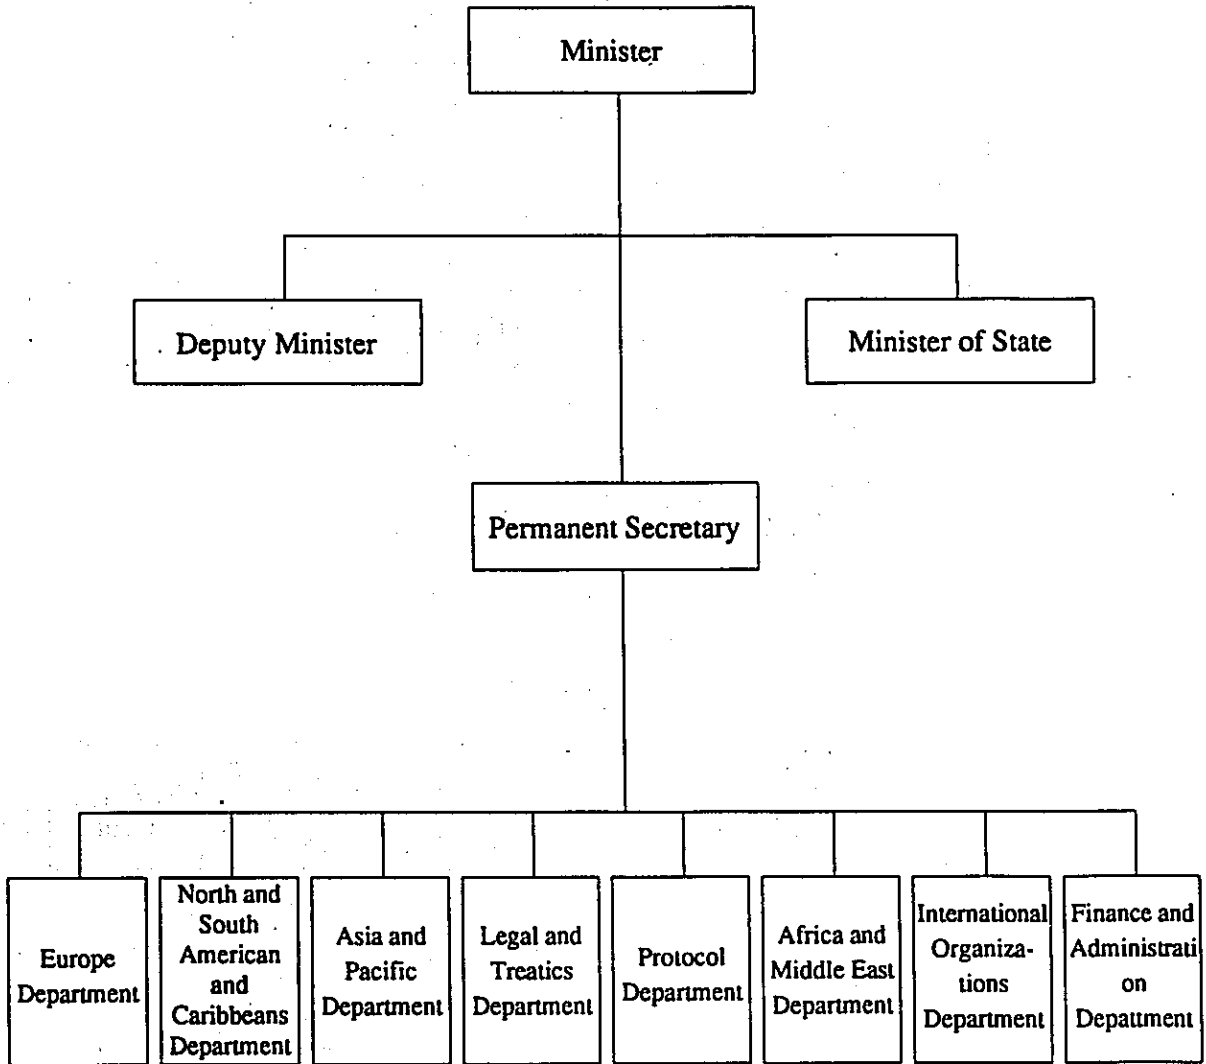 Minister
Deputy Minister
Minister of State
Permanent Secretary
Europe
Department
North and
South
American
and
Caribbeans
Department
Asia and
Pacific
Department
Legal and
Treatics
Department
Protocol
Department
Africa and
Middle East
Department
International
Organiza-
tions
Department
Finance and
Administrati
on
Depattment